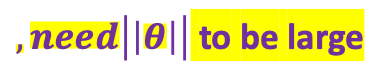 , need||θ|| to be large